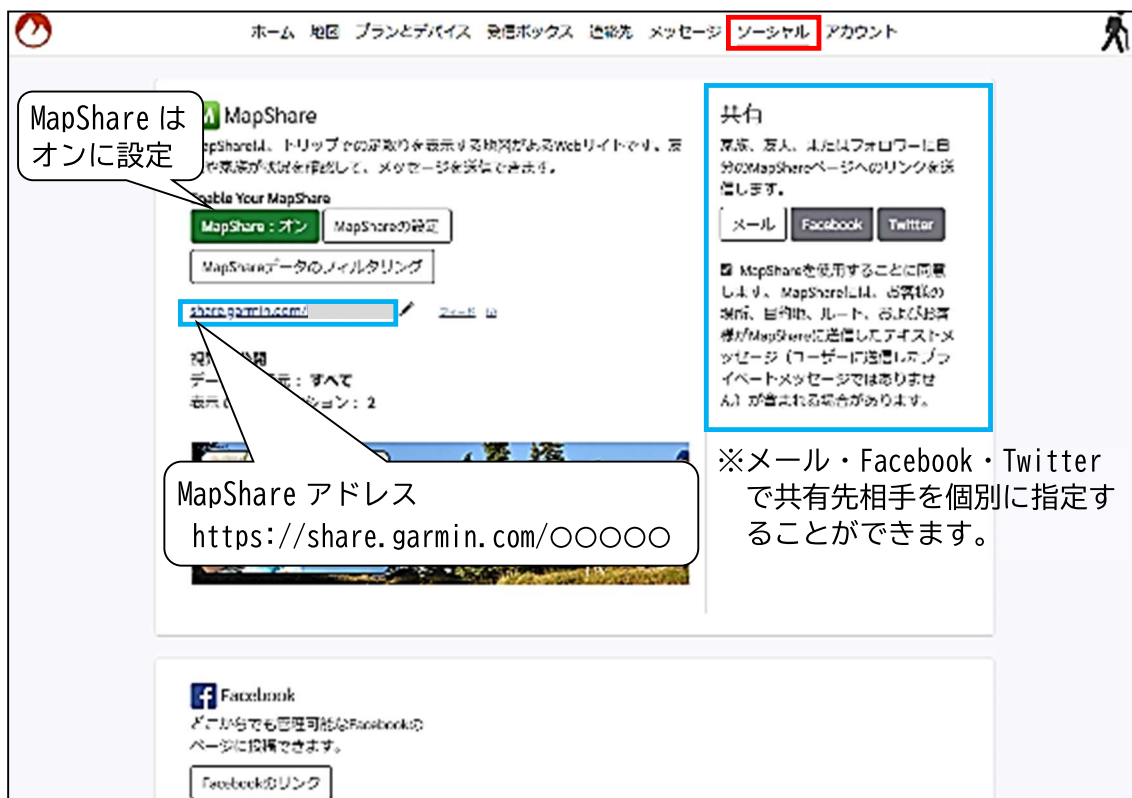 ホーム 地図 プランとデバイス 受信ボックス 連絡先 メッセージ ソーシャル アカウント
MapShare は
オンに設定
MapShare
MapShareは、トリップでの足取りを表示する地図があるWebサイトです。友
や家族が状況を確認して、メッセージを送信できます。
Enable Your MapShare
MapShare：オン MapShareの設定
MapShareデータのフィルタリング
share.garmin.com/
フィード
公開
デー 元： すべて
表示 ション： 2
MapShare アドレス
https://share.garmin.com/○○○○○
共有
家族、友人、またはフォロワーに自
分のMapShareページへのリンクを送
信します。
メール Facebook Twitter
MapShareを使用することに同意
します。 MapShareには、お客様の
場所、目的地、ルート、およびお客
様がMapShareに送信したテキストメ
ッセージ（ユーザーに送信したプラ
イベートメッセージではありませ
ん）が含まれる場合があります。
※メール・Facebook・Twitter
で共有先相手を個別に指定す
ることができます。
Facebook
どこからでも管理可能なFacebookの
ページに投稿できます。
Facebookのリンク